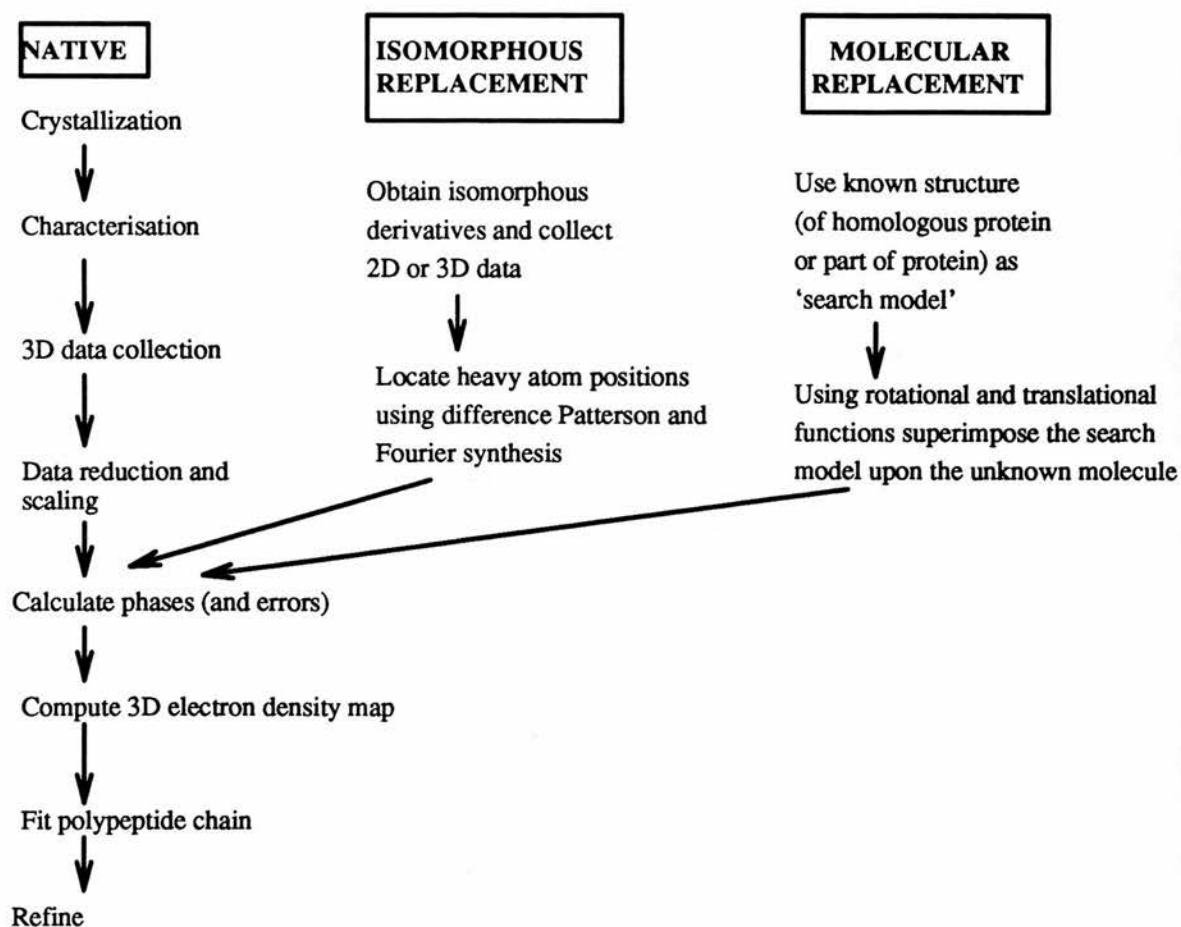 NATIVE
Crystallization
Characterisation
3D data collection
Data reduction and
scaling
Calculate phases (and errors)
Compute 3D electron density map
Fit polypeptide chain
Refine
ISOMORPHOUS
REPLACEMENT
Obtain isomorphous
derivatives and collect
2D or 3D data
Locate heavy atom positions
using difference Patterson and
Fourier synthesis
MOLECULAR
REPLACEMENT
Use known structure
(of homologous protein
or part of protein) as
‘search model’
Using rotational and translational
functions superimpose the search
model upon the unknown molecule